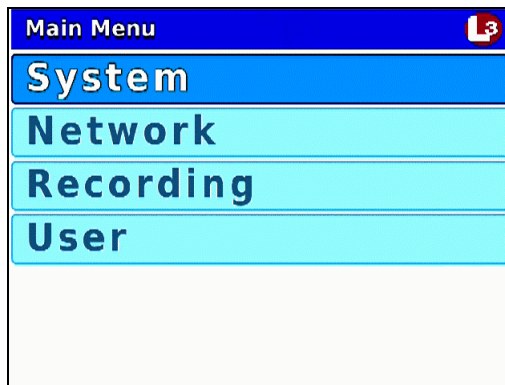 Main Menu
L3
System
Network
Recording
User